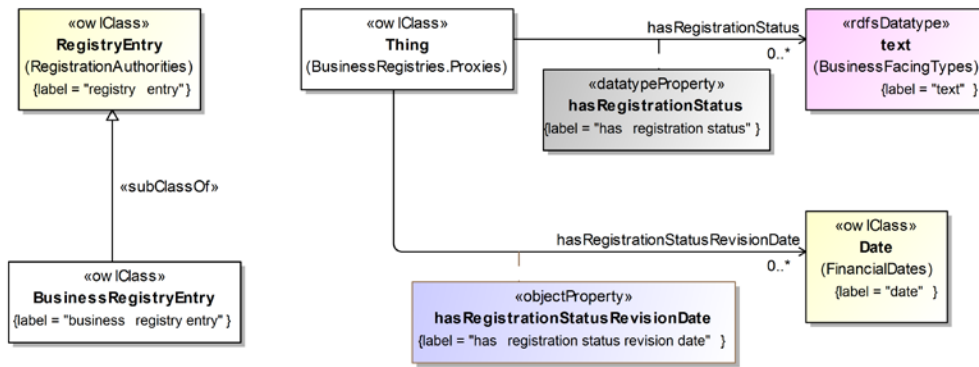 «owlClass»
RegistryEntry
(RegistrationAuthorities)
{label = "registry entry"}
«subClassOf»
«owlClass»
BusinessRegistryEntry
{label = "business registry entry"}
«owlClass»
Thing
(BusinessRegistries.Proxies)
hasRegistrationStatus
0..*
«rdfsDatatype»
text
(BusinessFacingTypes)
{label = "text"}
«datatypeProperty»
hasRegistrationStatus
{label = "has registration status" }
hasRegistrationStatusRevisionDate
0..*
«owlClass»
Date
(FinancialDates)
{label = "date" }
«objectProperty»
hasRegistrationStatusRevisionDate
{label = "has registration status revision date" }